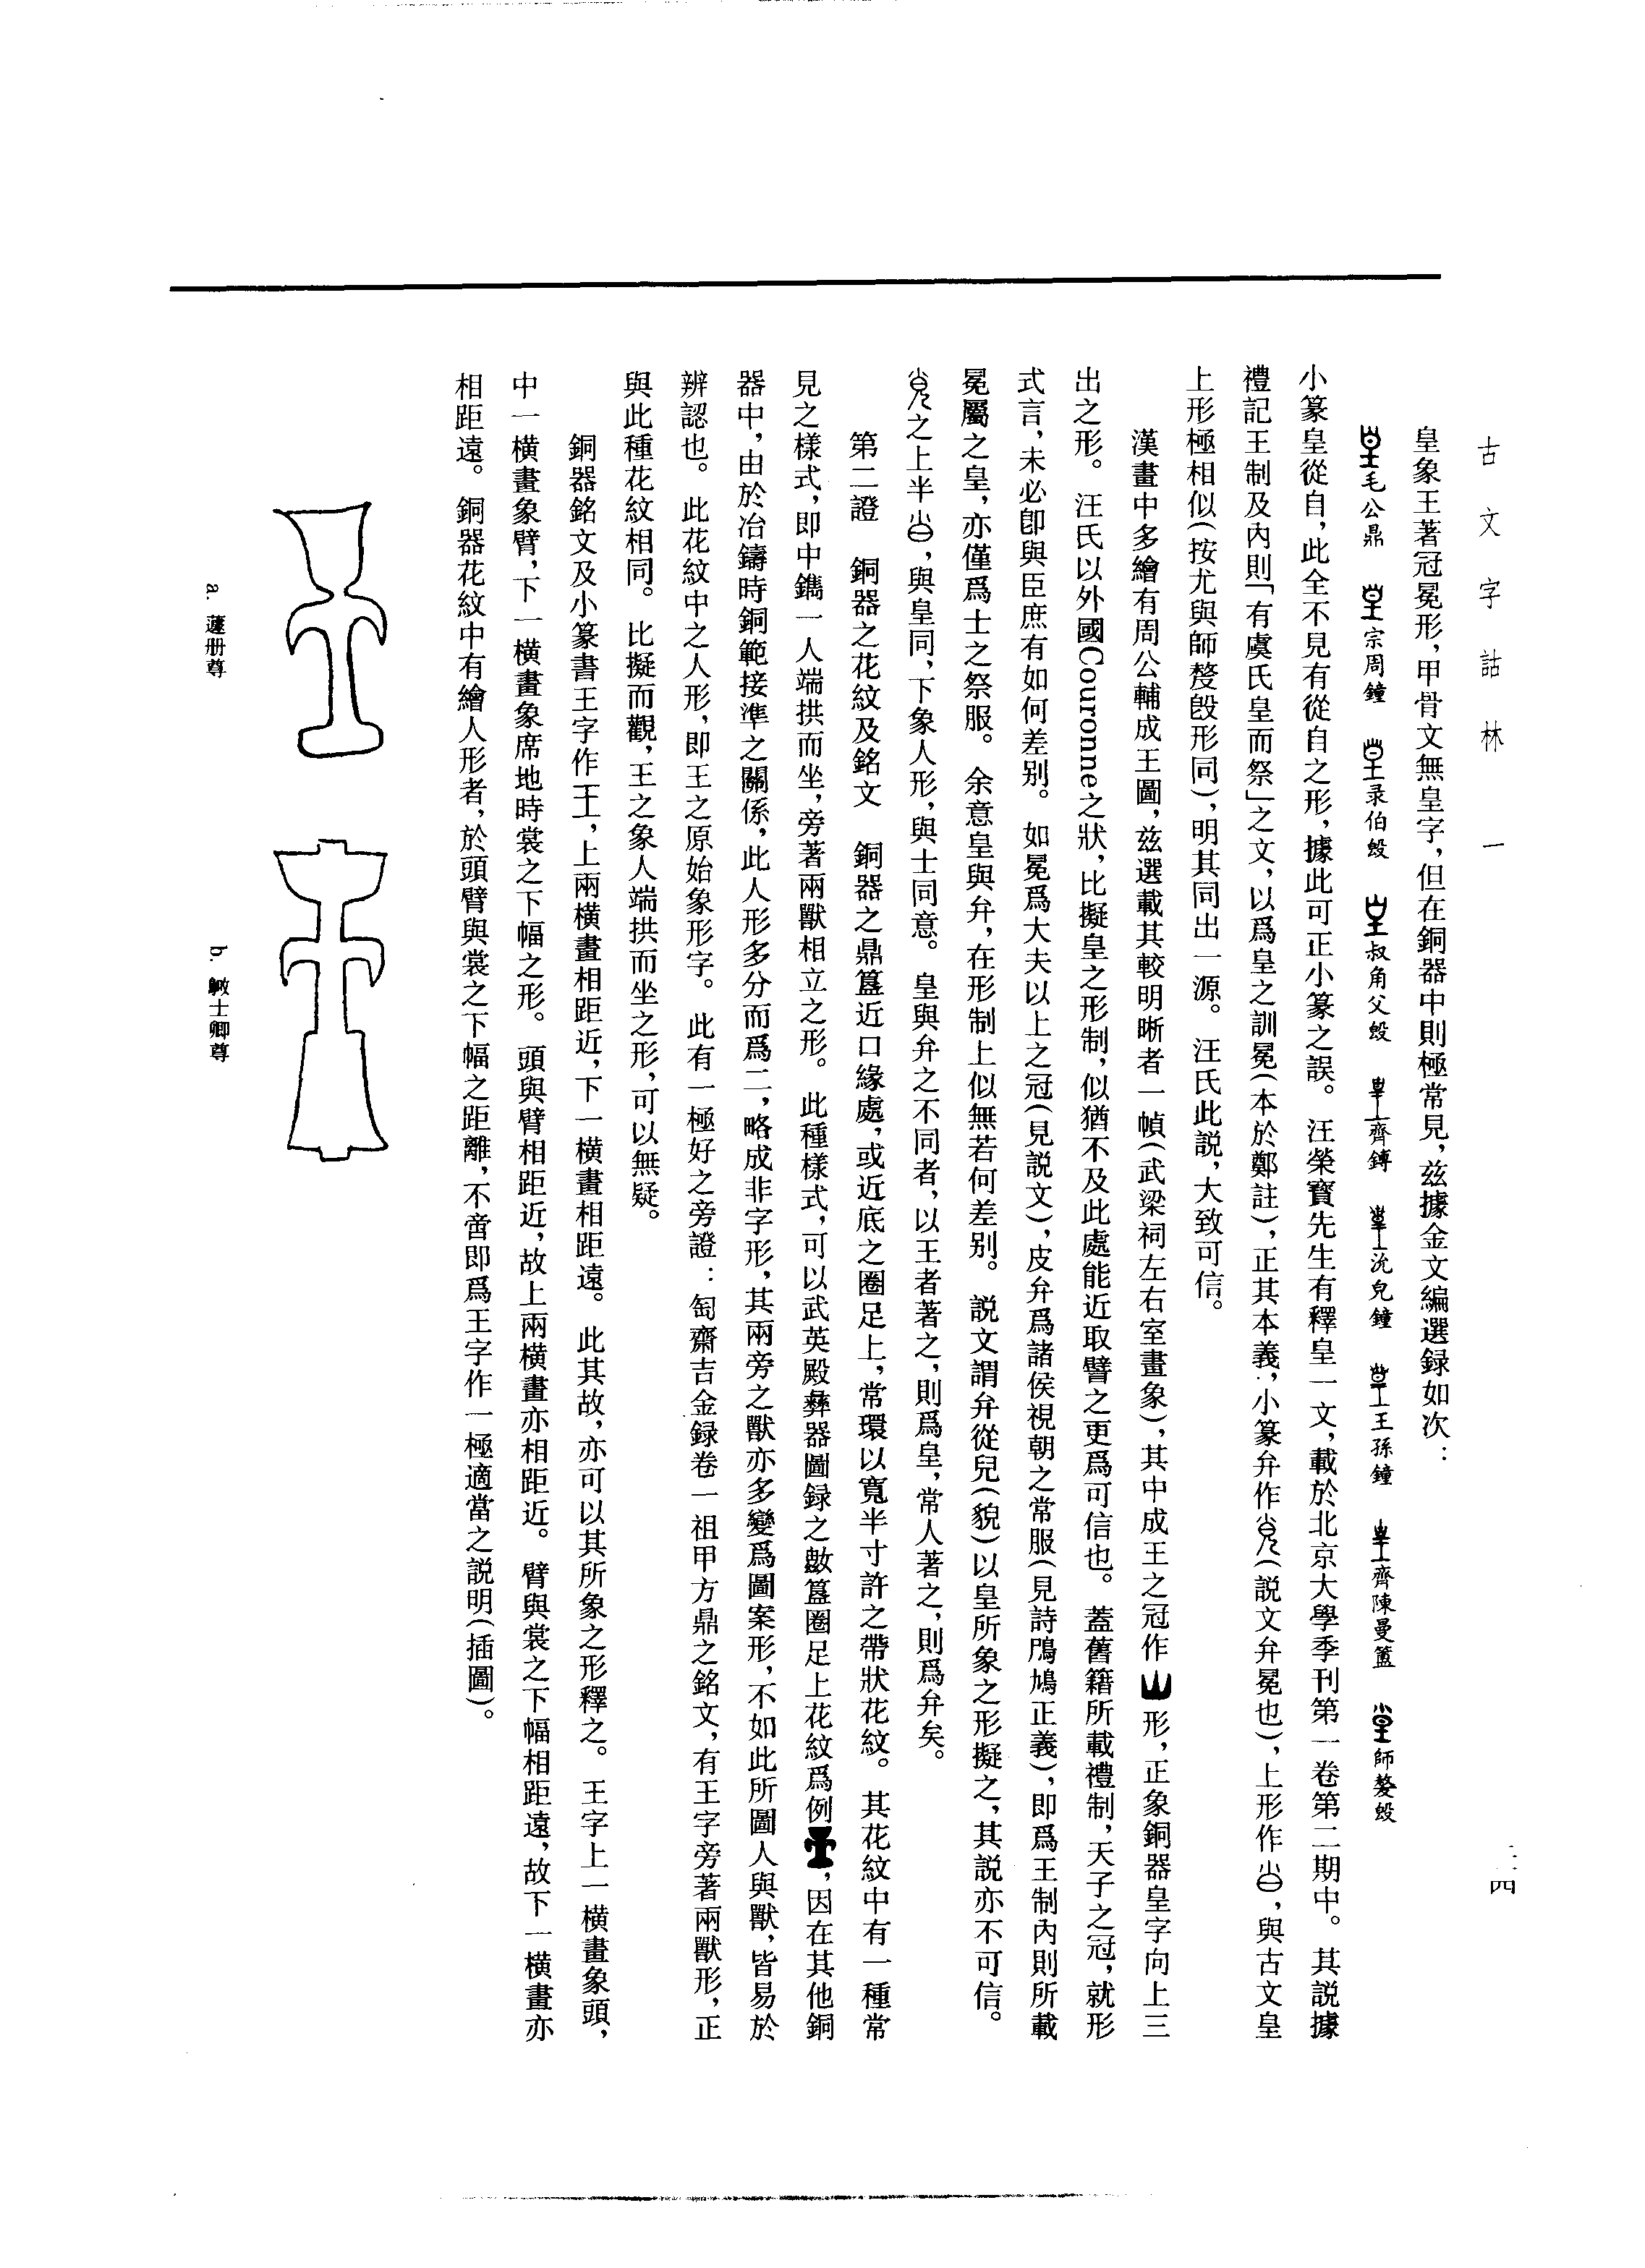 古文字詁林 一
二一四
皇象王著冠冕形，甲骨文無皇字，但在銅器中則極常見，兹據金文編選録如次：
毛公鼎 宗周鐘 录伯𣪘 叔角父𣪘 齊鎛 沇兒鐘 王孫鐘 齊陳曼簠 師𠭰𣪘
小篆皇從自，此全不見有從自之形，據此可正小篆之誤。汪榮寶先生有釋皇一文，載於北京大學季刊第一卷第二期中。其説據
禮記王制及內則「有虞氏皇而祭」之文，以爲皇之訓冕（本於鄭註），正其本義，小篆弁作（説文弁冕也），上形作，與古文皇
上形極相似（按尤與師𠭰𣪘形同），明其同出一源。汪氏此説，大致可信。
漢畫中多繪有周公輔成王圖，兹選載其較明晰者一幀（武梁祠左右室畫象），其中成王之冠作形，正象銅器皇字向上三
出之形。汪氏以外國Couronne之狀，比擬皇之形制，似猶不及此處能近取譬之更爲可信也。蓋舊籍所載禮制，天子之冠，就形
式言，未必卽與臣庶有如何差别。如冕爲大夫以上之冠（見説文），皮弁爲諸侯視朝之常服（見詩鳲鳩正義），即爲王制內則所載
冕屬之皇，亦僅爲士之祭服。余意皇與弁，在形制上似無若何差别。説文謂弁從皃（貌）以皇所象之形擬之，其説亦不可信。
之上半，與皇同，下象人形，與士同意。皇與弁之不同者，以王者著之，則爲皇，常人著之，則爲弁矣。
第二證 銅器之花紋及銘文 銅器之鼎簋近口緣處，或近底之圈足上，常環以寬半寸許之帶狀花紋。其花紋中有一種常
見之樣式，即中鐫一人端拱而坐，旁著兩獸相立之形。此種樣式，可以武英殿彝器圖録之數簋圈足上花紋爲例，因在其他銅
器中，由於冶鑄時銅範接準之關係，此人形多分而爲二，略成非字形，其兩旁之獸亦多變爲圖案形，不如此所圖人與獸，皆易於
辨認也。此花紋中之人形，即王之原始象形字。此有一極好之旁證：匋齋吉金録卷一祖甲方鼎之銘文，有王字旁著兩獸形，正
與此種花紋相同。比擬而觀，王之象人端拱而坐之形，可以無疑。
銅器銘文及小篆書王字作王，上兩横畫相距近，下一横畫相距遠。此其故，亦可以其所象之形釋之。王字上一横畫象頭，
中一横畫象臂，下一横畫象席地時裳之下幅之形。頭與臂相距近，故上兩横畫亦相距近。臂與裳之下幅相距遠，故下一横畫亦
相距遠。銅器花紋中有繪人形者，於頭臂與裳之下幅之距離，不啻即爲王字作一極適當之説明（插圖）。
a. 册尊
b. 士卿尊